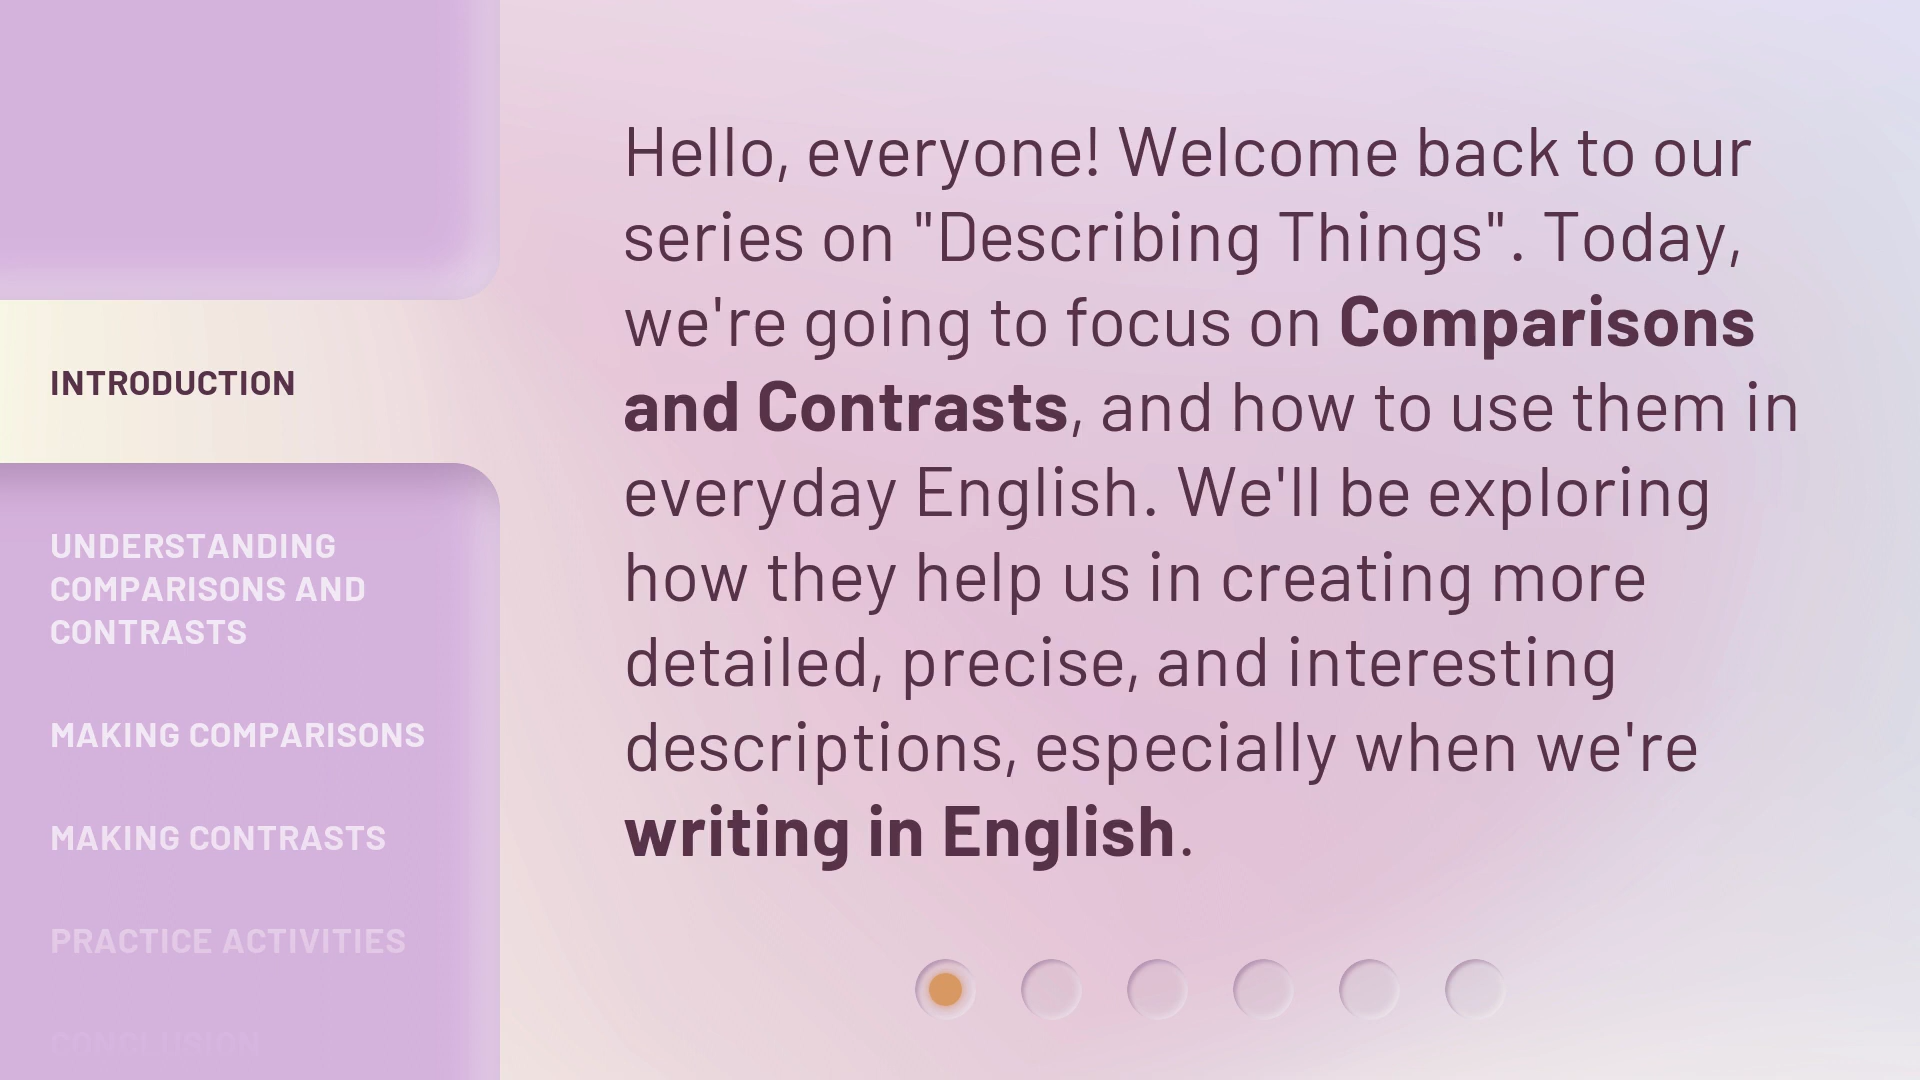 INTRODUCTION
UNDERSTANDING
COMPARISONS AND
CONTRASTS
MAKING COMPARISONS
MAKING CONTRASTS
PRACTICE ACTIVITIES
CONCLUSION
Hello, everyone! Welcome back to our
series on "Describing Things". Today,
we're going to focus on Comparisons
and Contrasts, and how to use them in
everyday English. We'll be exploring
how they help us in creating more
detailed, precise, and interesting
descriptions, especially when we're
writing in English.